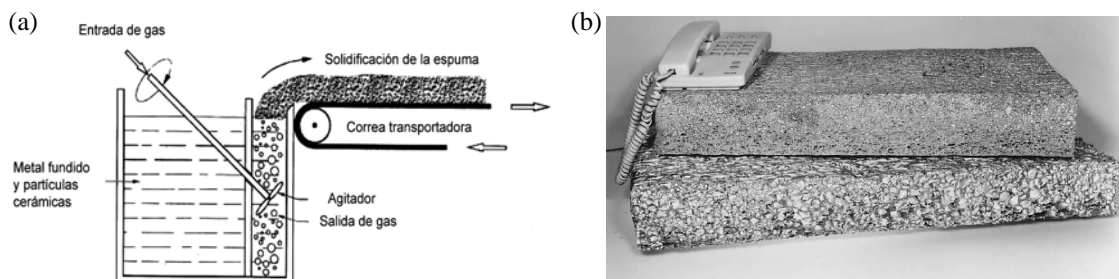 (a)
Entrada de gas
Solidificación de la espuma
Correa transportadora
Metal fundido
y partículas
cerámicas
Agitador
Salida de gas
(b)